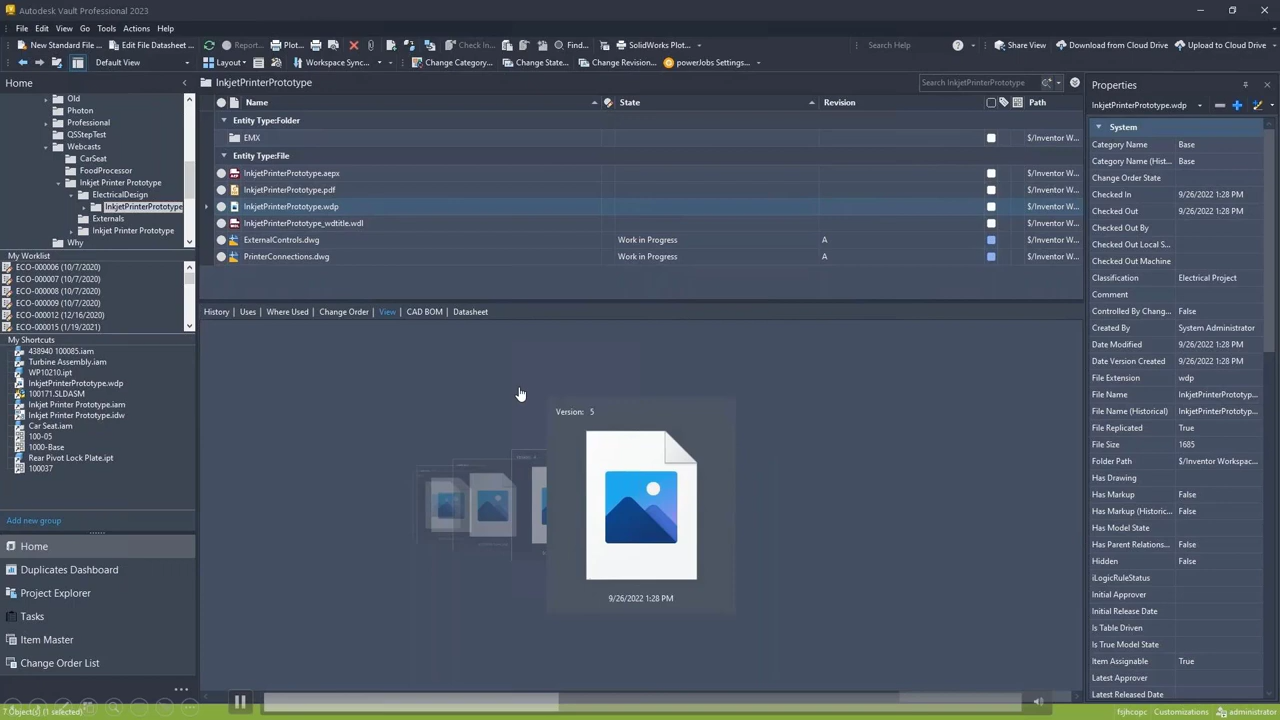 Autodesk Vault Professional 2023
File Edit View Go Tools Actions Help
New Standard File ... Edit File Datasheet ... Report... Plot... Check In... Find... SolidWorks Plot... Search Help Share View Download from Cloud Drive Upload to Cloud Drive
Default View Layout Workspace Sync... Change Category... Change State... Change Revision... powerJobs Settings...
Home
InkjetPrinterPrototype
Search InkjetPrinterPrototype
Properties
Old
Photon
Professional
QSStepTest
Webcasts
CarSeat
FoodProcessor
Inkjet Printer Prototype
ElectricalDesign
InkjetPrinterPrototype
Externals
Inkjet Printer Prototype
Why
My Worklist
ECO-000006 (10/7/2020)
ECO-000007 (10/7/2020)
ECO-000008 (10/7/2020)
ECO-000009 (10/7/2020)
ECO-000012 (12/16/2020)
ECO-000015 (1/19/2021)
My Shortcuts
438940 100085.iam
Turbine Assembly.iam
WP10210.ipt
InkjetPrinterPrototype.wdp
100171.SLDASM
Inkjet Printer Prototype.iam
Inkjet Printer Prototype.idw
Car Seat.iam
100-05
1000-Base
Rear Pivot Lock Plate.ipt
100037
Add new group
Home
Duplicates Dashboard
Project Explorer
Tasks
Item Master
Change Order List
Name State Revision Path
Entity Type:Folder
EMX $/Inventor W...
Entity Type:File
InkjetPrinterPrototype.aepx $/Inventor W...
InkjetPrinterPrototype.pdf $/Inventor W...
InkjetPrinterPrototype.wdp $/Inventor W...
InkjetPrinterPrototype_wdtitle.wdl $/Inventor W...
ExternalControls.dwg Work in Progress A $/Inventor W...
PrinterConnections.dwg Work in Progress A $/Inventor W...
History Uses Where Used Change Order View CAD BOM Datasheet
Version: 5
9/26/2022 1:28 PM
InkjetPrinterPrototype.wdp
System
Category Name Base
Category Name (Hist... Base
Change Order State
Checked In 9/26/2022 1:28 PM
Checked Out 9/26/2022 1:28 PM
Checked Out By
Checked Out Local S...
Checked Out Machine
Classification Electrical Project
Comment
Controlled By Chang... False
Created By System Administrator
Date Modified 9/26/2022 1:28 PM
Date Version Created 9/26/2022 1:28 PM
File Extension wdp
File Name InkjetPrinterPrototyp...
File Name (Historical) InkjetPrinterPrototyp...
File Replicated True
File Size 1685
Folder Path $/Inventor Workspac...
Has Drawing
Has Markup False
Has Markup (Historic... False
Has Model State
Has Parent Relations... False
Hidden False
iLogicRuleStatus
Initial Approver
Initial Release Date
Is Table Driven
Is True Model State
Item Assignable True
Latest Approver
Latest Released Date
7 Object(s) (1 selected)
fsjhcopc Customizations administrator